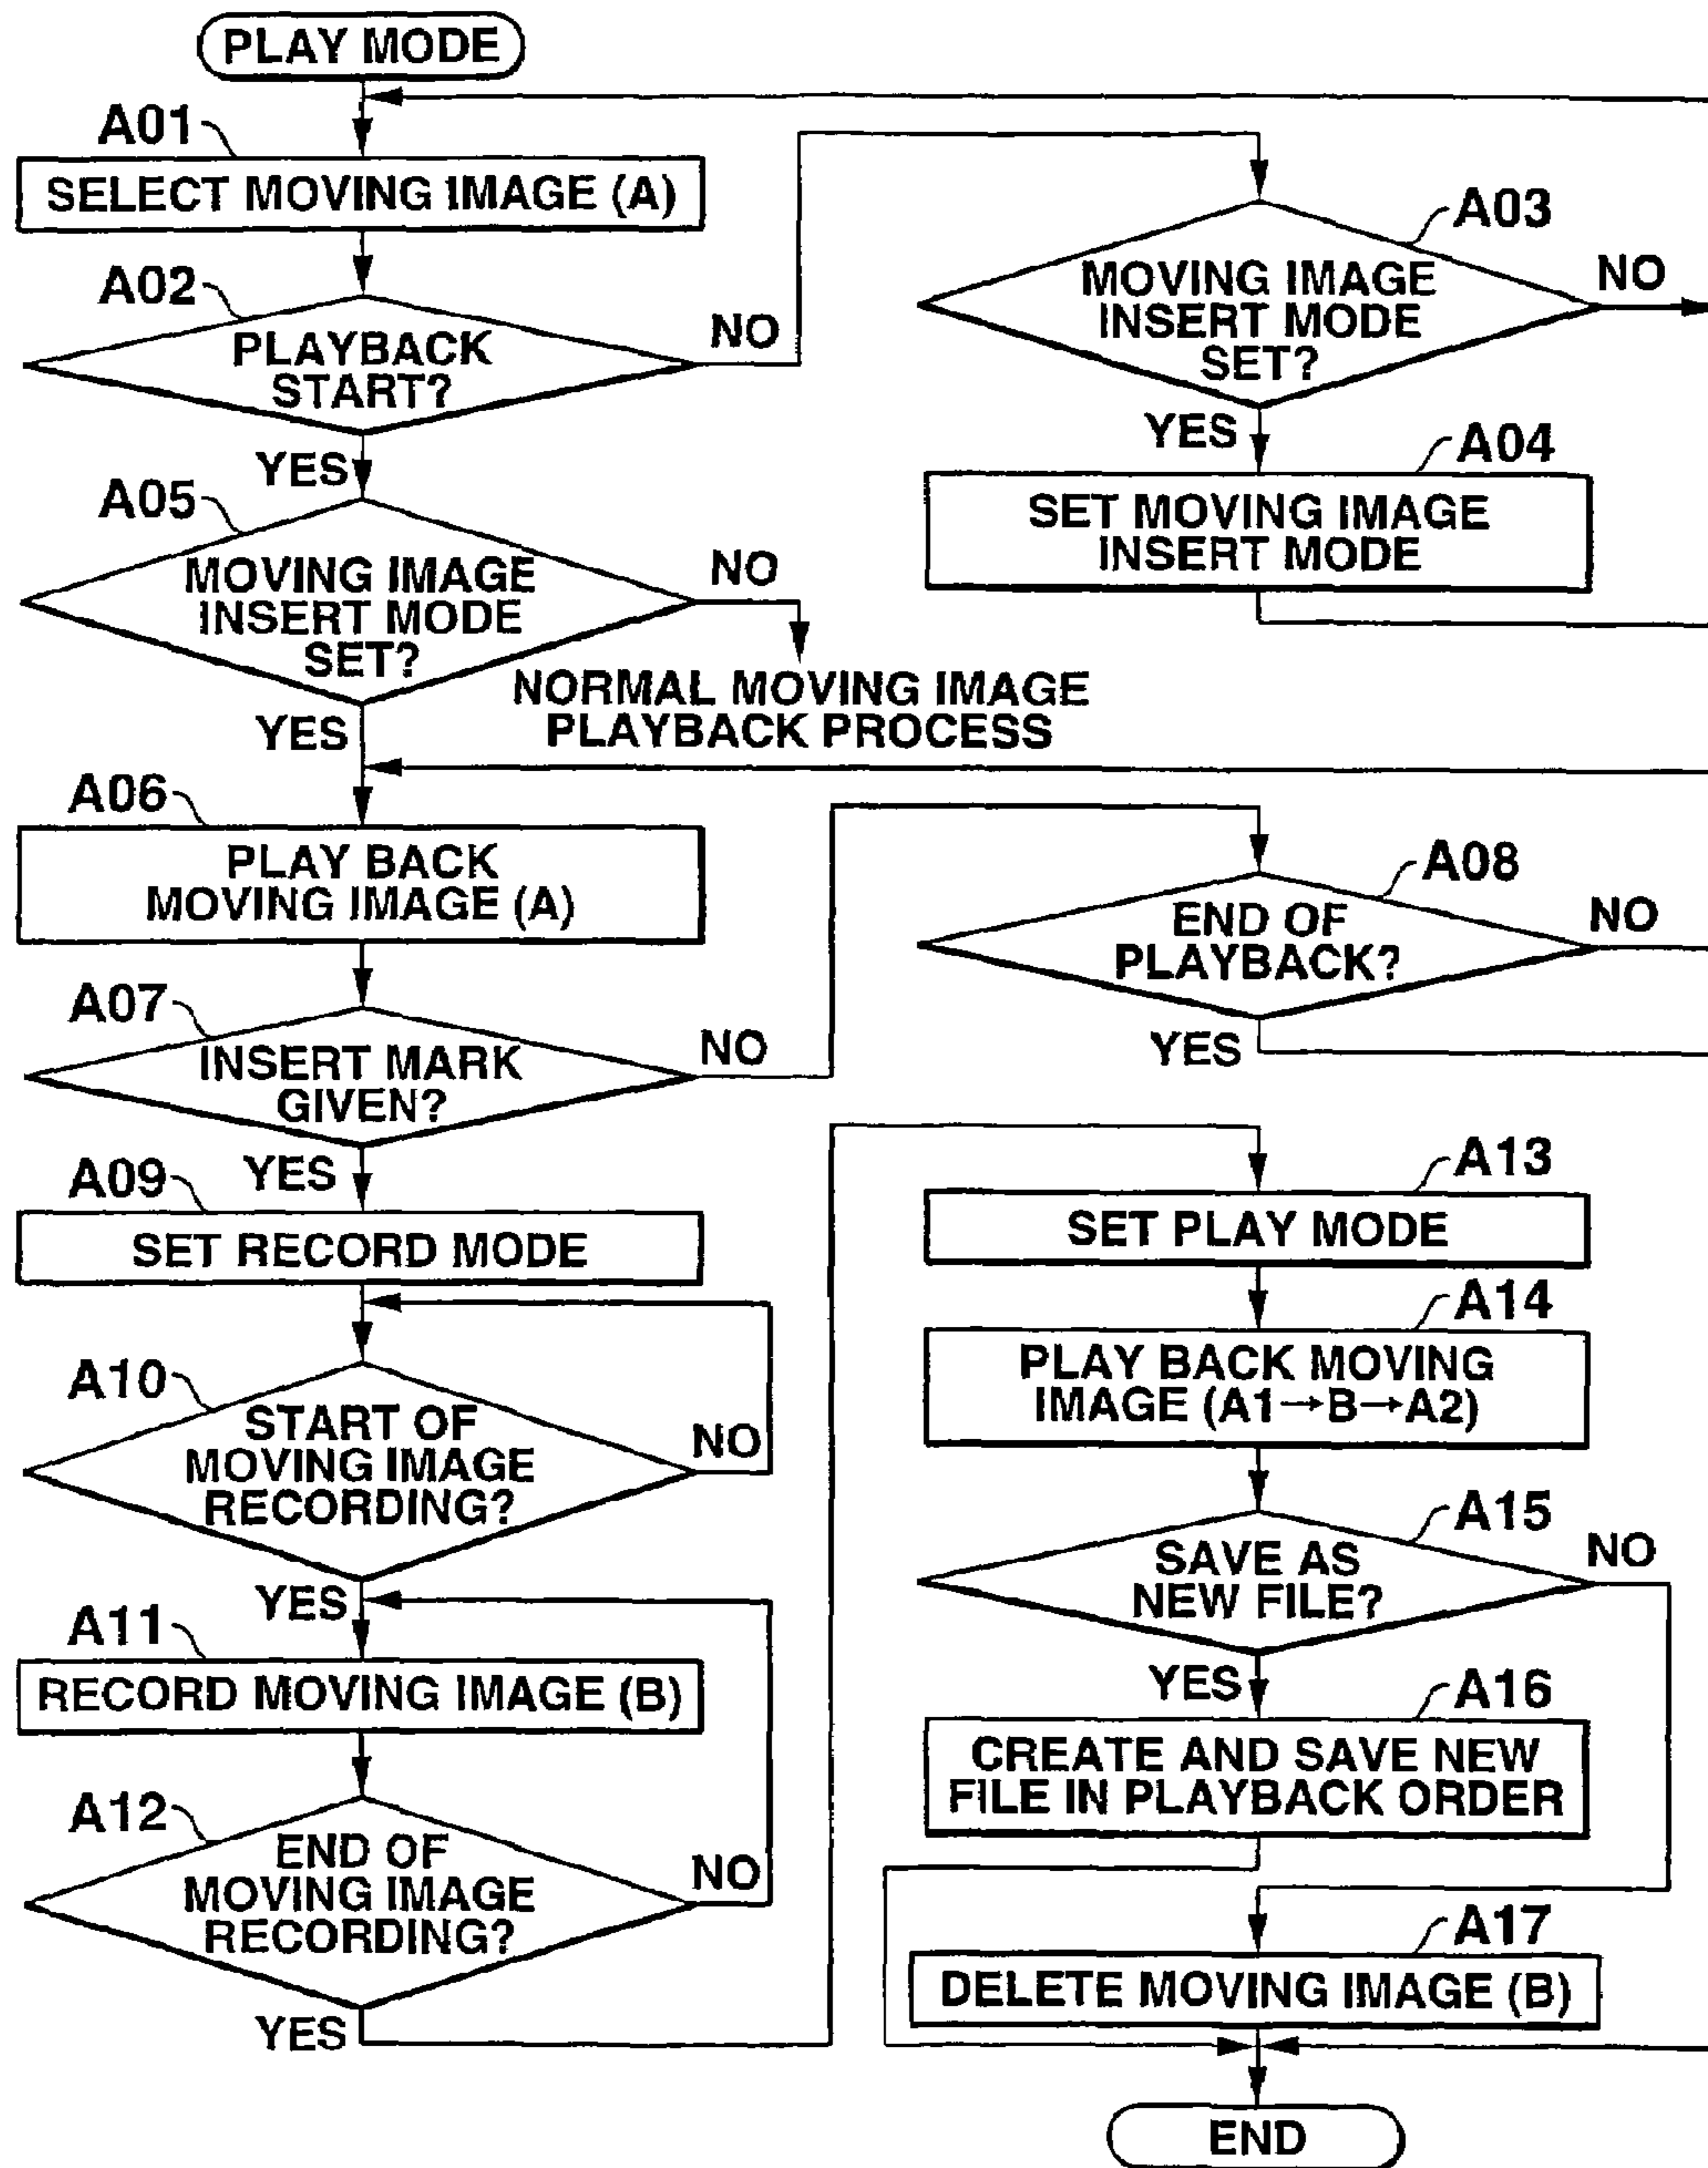 PLAY MODE
A01
SELECT MOVING IMAGE (A)
A02
PLAYBACK
START?
NO
YES
A03
MOVING IMAGE
INSERT MODE
SET?
NO
YES
A04
SET MOVING IMAGE
INSERT MODE
A05
MOVING IMAGE
INSERT MODE
SET?
NO
NORMAL MOVING IMAGE
PLAYBACK PROCESS
YES
A06
PLAY BACK
MOVING IMAGE (A)
A07
INSERT MARK
GIVEN?
NO
YES
A08
END OF
PLAYBACK?
NO
YES
A09
SET RECORD MODE
A10
START OF
MOVING IMAGE
RECORDING?
NO
YES
A11
RECORD MOVING IMAGE (B)
A12
END OF
MOVING IMAGE
RECORDING?
NO
YES
A13
SET PLAY MODE
A14
PLAY BACK MOVING
IMAGE (A1→B→A2)
A15
SAVE AS
NEW FILE?
NO
YES
A16
CREATE AND SAVE NEW
FILE IN PLAYBACK ORDER
A17
DELETE MOVING IMAGE (B)
END